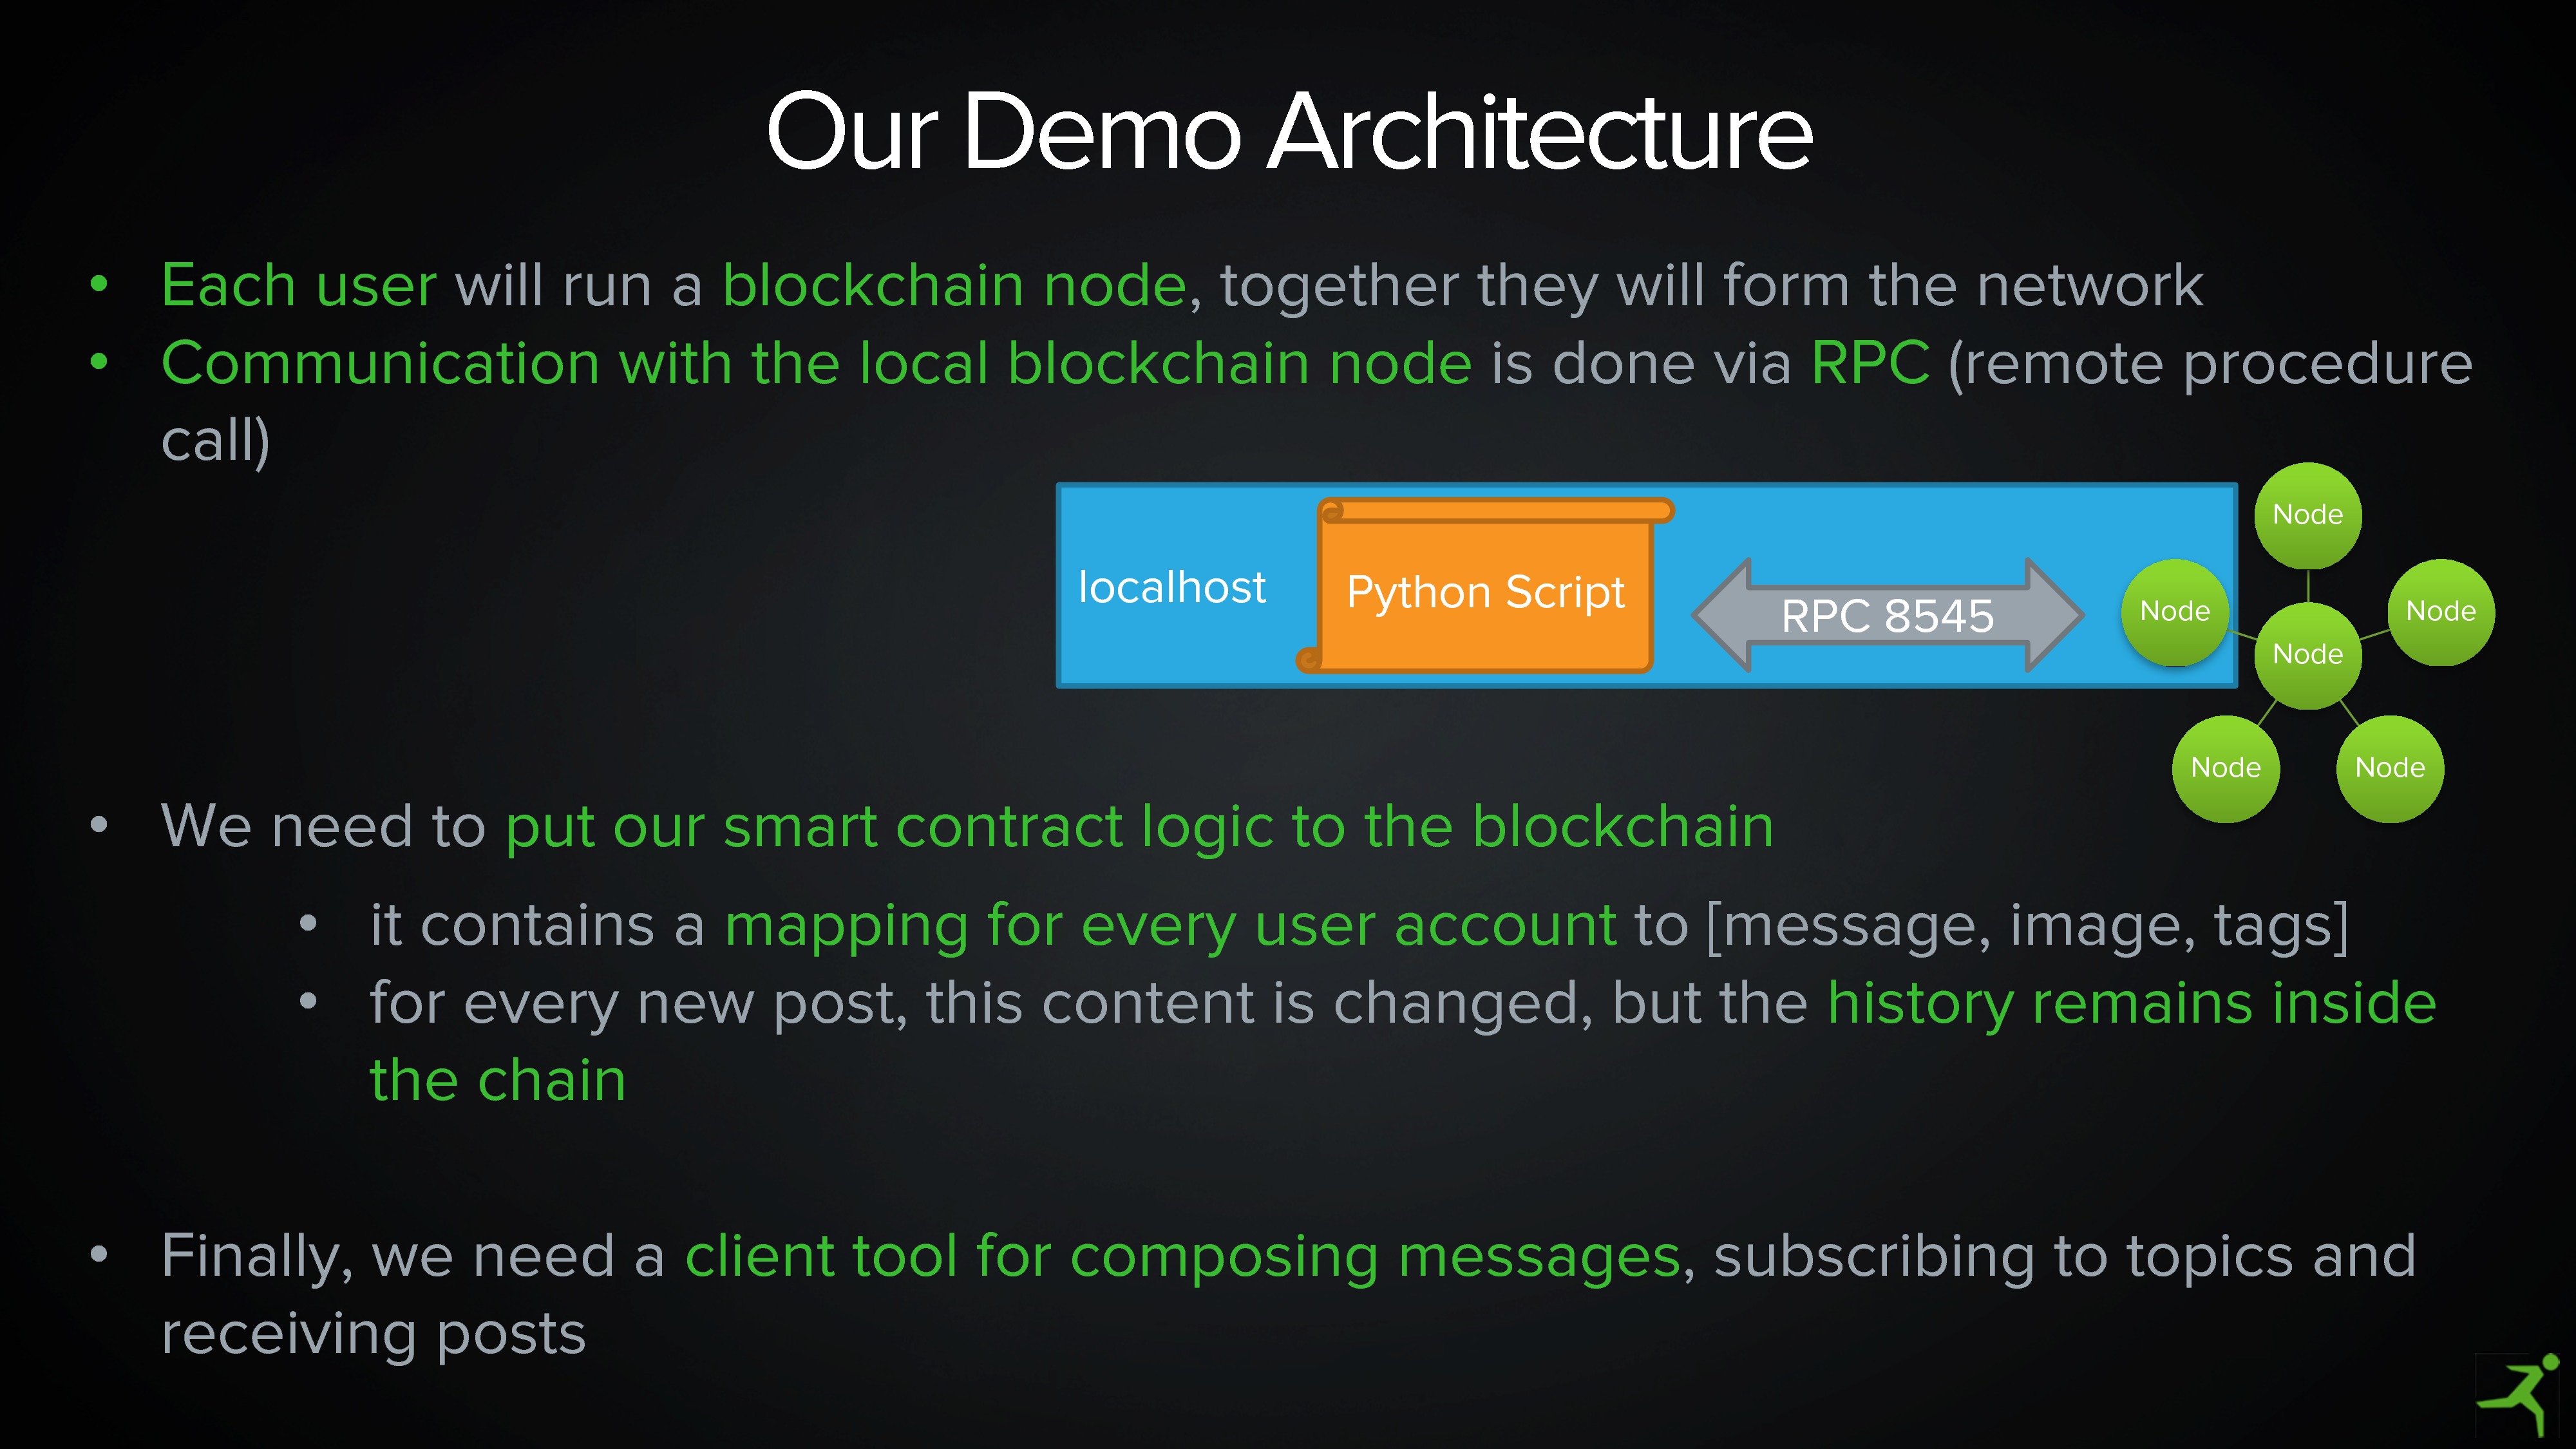 Our Demo Architecture
• Each user will run a blockchain node, together they will form the network
• Communication with the local blockchain node is done via RPC (remote procedure
call)
localhost
Python Script
RPC 8545
Node
Node
Node
Node
Node
Node
• We need to put our smart contract logic to the blockchain
• it contains a mapping for every user account to [message, image, tags]
• for every new post, this content is changed, but the history remains inside
the chain
• Finally, we need a client tool for composing messages, subscribing to topics and
receiving posts